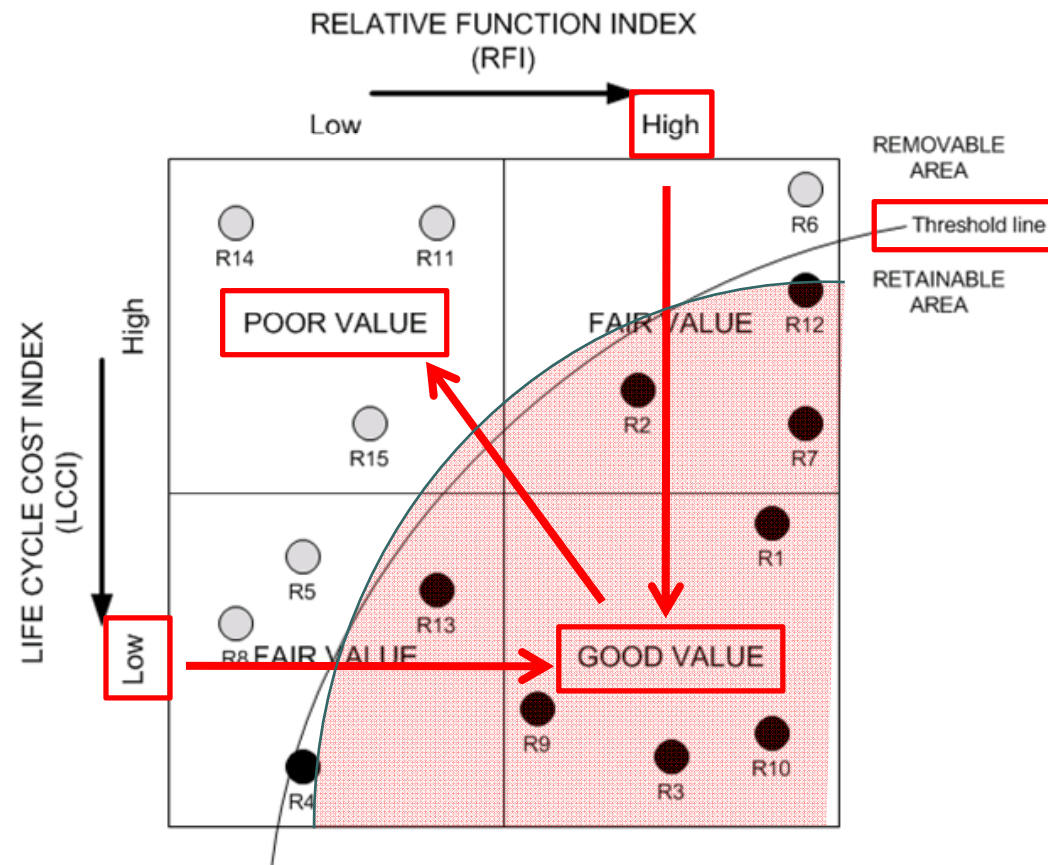 RELATIVE FUNCTION INDEX
(RFI)
Low
High
REMOVABLE
AREA
Threshold line
RETAINABLE
AREA
LIFE CYCLE COST INDEX
(LCCI)
High
Low
R6
R14
R11
POOR VALUE
FAIR VALUE
R12
R2
R7
R15
R1
R5
R13
R8
FAIR VALUE
GOOD VALUE
R9
R10
R3
R4